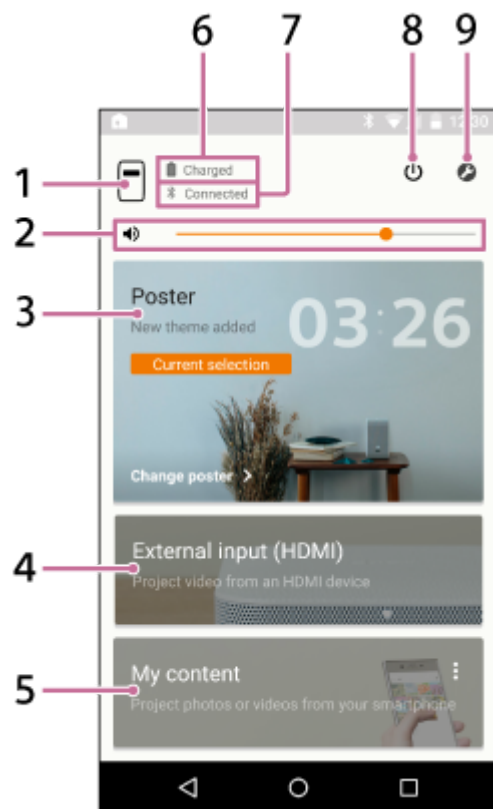 6 7 8 9
12:30
1
Charged
Connected
2
3
Poster
New theme added
03:26
Current selection
Change poster >
4
External input (HDMI)
Project video from an HDMI device
5
My content
Project photos or videos from your smartphone